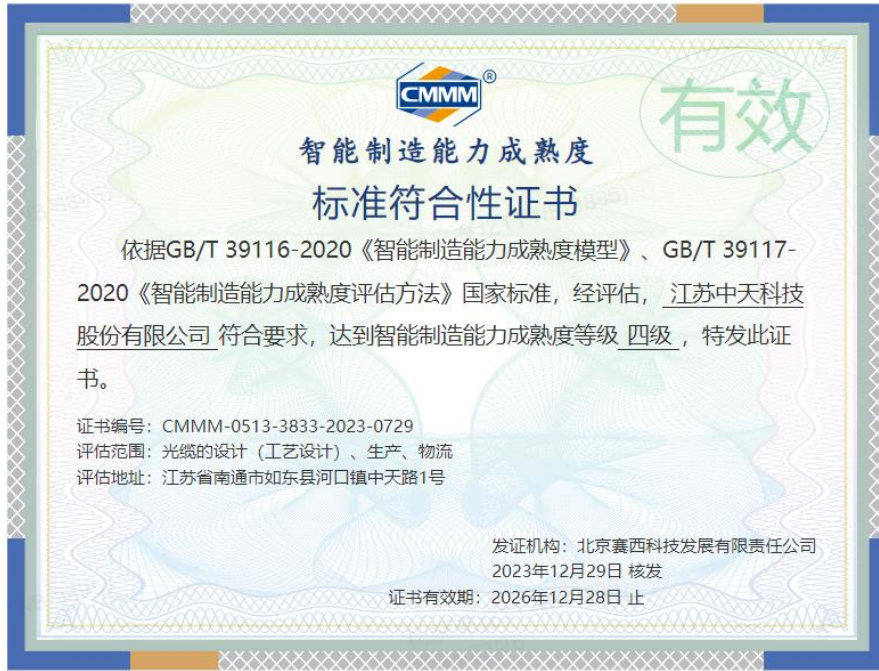 CMMM®
有效
智能制造能力成熟度
标准符合性证书
依据GB/T 39116-2020《智能制造能力成熟度模型》、GB/T 39117-
2020《智能制造能力成熟度评估方法》国家标准，经评估， 江苏中天科技
股份有限公司 符合要求，达到智能制造能力成熟度等级 四级 ，特发此证
书。
证书编号：CMMM-0513-3833-2023-0729
评估范围：光缆的设计（工艺设计）、生产、物流
评估地址：江苏省南通市如东县河口镇中天路1号
发证机构：北京赛西科技发展有限责任公司
2023年12月29日 核发
证书有效期：2026年12月28日 止